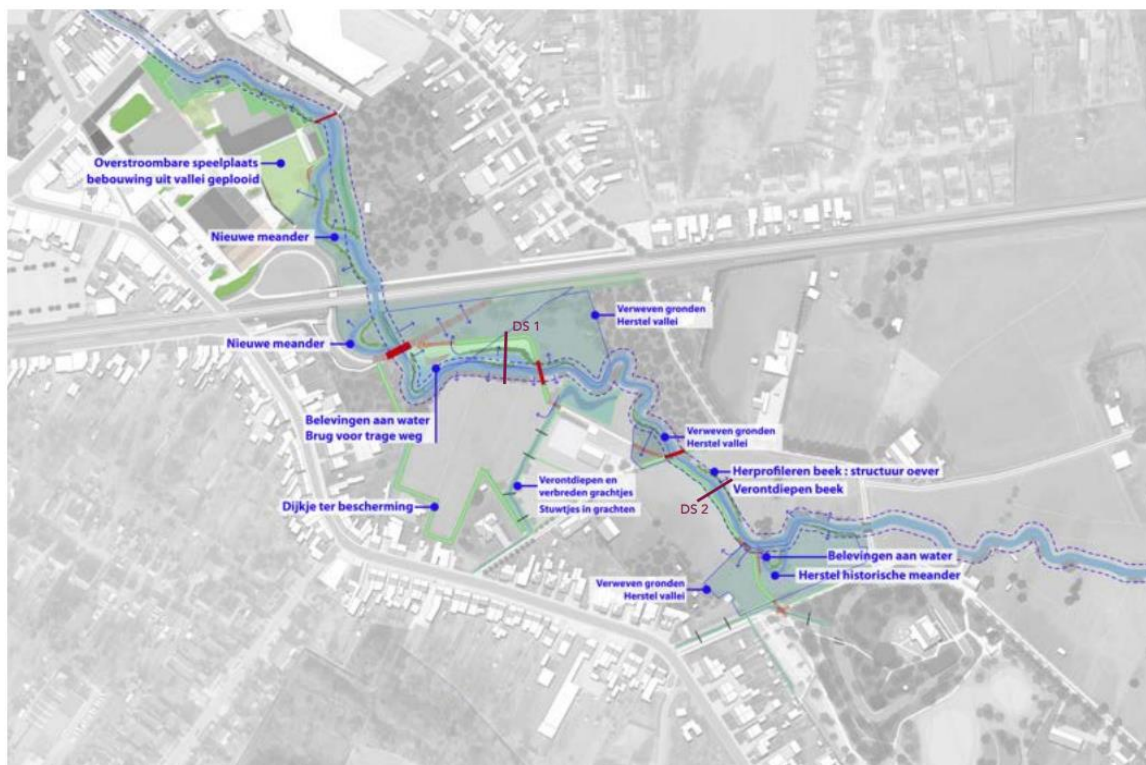 Overstroombare speelplaats
bebouwing uit vallei geplooid
Nieuwe meander
Verweven gronden
Herstel vallei
DS 1
Nieuwe meander
Belevingen aan water
Brug voor trage weg
Verweven gronden
Herstel vallei
Herprofileren beek : structuur oever
Verontdiepen en
verbreden grachtjes
Stuwtjes in grachten
Verontdiepen beek
Dijkje ter bescherming
DS 2
Belevingen aan water
Herstel historische meander
Verweven gronden
Herstel vallei